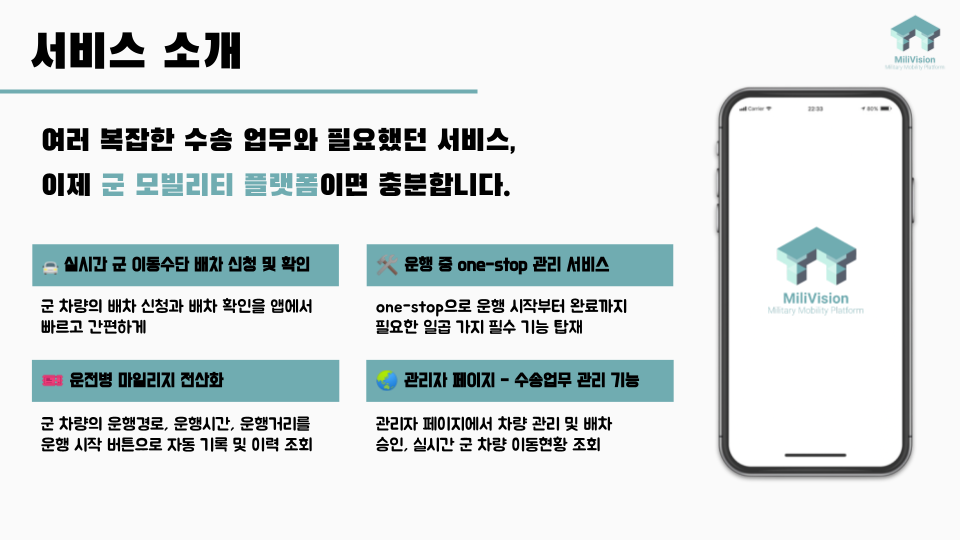 서비스 소개
MiliVision
Military Mobility Platform
여러 복잡한 수송 업무와 필요했던 서비스,
이제 군 모빌리티 플랫폼이면 충분합니다.
🚘 실시간 군 이동수단 배차 신청 및 확인
군 차량의 배차 신청과 배차 확인을 앱에서
빠르고 간편하게
🛠 운행 중 one-stop 관리 서비스
one-stop으로 운행 시작부터 완료까지
필요한 일곱 가지 필수 기능 탑재
🎟 운전병 마일리지 전산화
군 차량의 운행경로, 운행시간, 운행거리를
운행 시작 버튼으로 자동 기록 및 이력 조회
🌏 관리자 페이지 - 수송업무 관리 기능
관리자 페이지에서 차량 관리 및 배차
승인, 실시간 군 차량 이동현황 조회
Carrier 22:33 80%
MiliVision
Military Mobility Platform